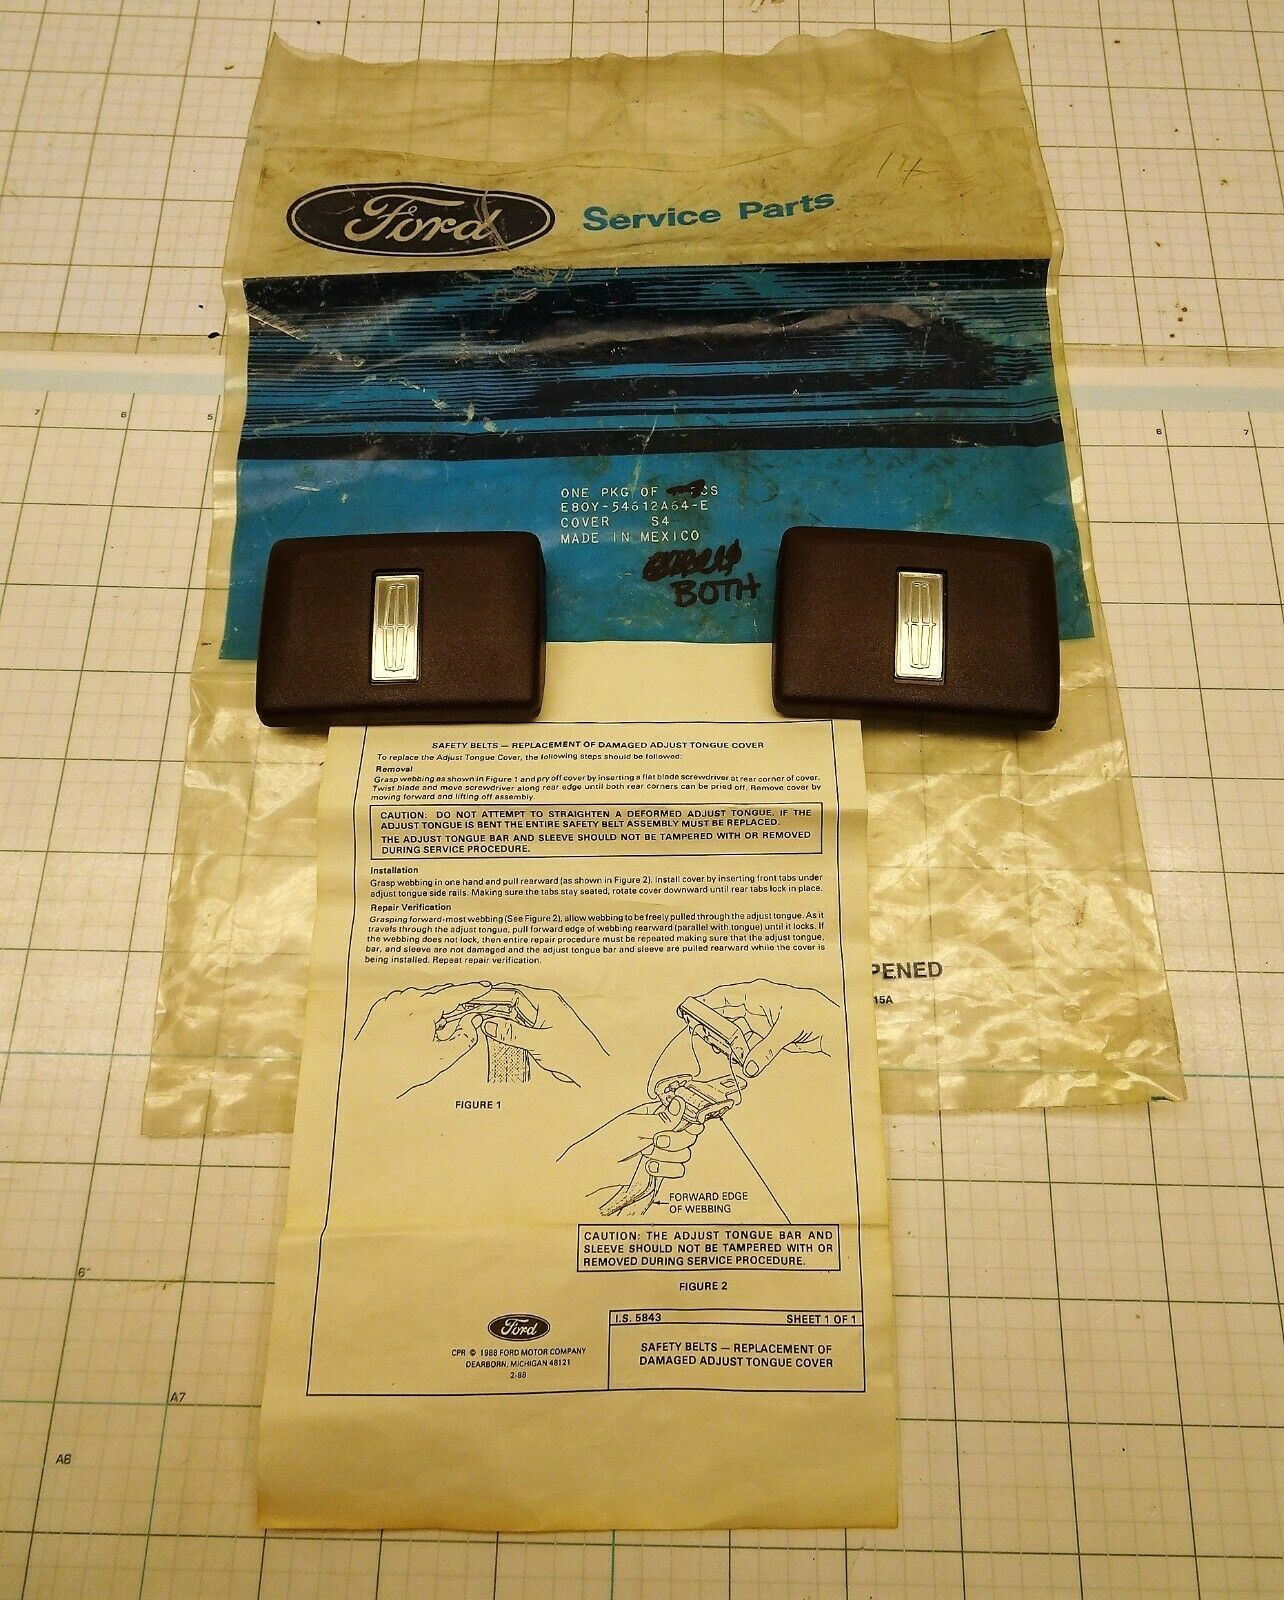 14
Ford Service Parts
7 6 5
6 7
ONE PKG OF CS
E8OY-54612A64-E
COVER S4
MADE IN MEXICO
BOTH
SAFETY BELTS — REPLACEMENT OF DAMAGED ADJUST TONGUE COVER
To replace the Adjust Tongue Cover, the following steps should be followed:
Removal
Grasp webbing as shown in Figure 1 and pry off cover by inserting a flat blade screwdriver at rear corner of cover.
Twist blade and move screwdriver along rear edge until both rear corners can be pried off. Remove cover by
moving forward and lifting off assembly.
CAUTION: DO NOT ATTEMPT TO STRAIGHTEN A DEFORMED ADJUST TONGUE, IF THE
ADJUST TONGUE IS BENT THE ENTIRE SAFETY BELT ASSEMBLY MUST BE REPLACED.
THE ADJUST TONGUE BAR AND SLEEVE SHOULD NOT BE TAMPERED WITH OR REMOVED
DURING SERVICE PROCEDURE.
Installation
Grasp webbing in one hand and pull rearward (as shown in Figure 2). Install cover by inserting front tabs under
adjust tongue side rails. Making sure the tabs stay seated, rotate cover downward until rear tabs lock in place.
Repair Verification
Grasping forward-most webbing (See Figure 2), allow webbing to be freely pulled through the adjust tongue. As it
travels through the adjust tongue, pull forward edge of webbing rearward (parallel with tongue) until it locks. If
the webbing does not lock, then entire repair procedure must be repeated making sure that the adjust tongue,
bar, and sleeve are not damaged and the adjust tongue bar and sleeve are pulled rearward while the cover is
being installed. Repeat repair verification.
PENED
15A
FIGURE 1
FORWARD EDGE
OF WEBBING
CAUTION: THE ADJUST TONGUE BAR AND
SLEEVE SHOULD NOT BE TAMPERED WITH OR
REMOVED DURING SERVICE PROCEDURE.
FIGURE 2
6
I.S. 5843 SHEET 1 OF 1
SAFETY BELTS — REPLACEMENT OF
DAMAGED ADJUST TONGUE COVER
Ford
CPR © 1988 FORD MOTOR COMPANY
DEARBORN, MICHIGAN 48121
2-88
A7
A6